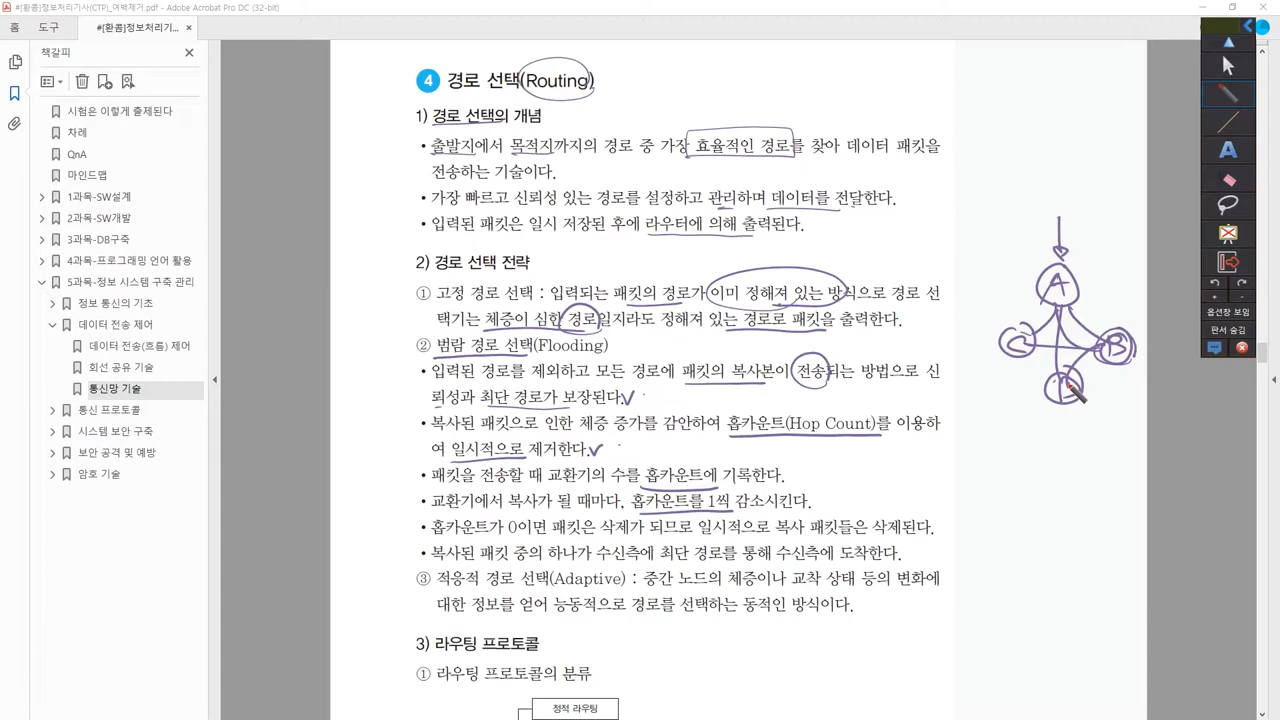 #[환콤]정보처리기사(CTP)_여백제거.pdf - Adobe Acrobat Pro DC (32-bit)
홈
도구
#[환콤]정보처리기...
책갈피
시험은 이렇게 출제된다
차례
QnA
마인드맵
1과목-SW설계
2과목-SW개발
3과목-DB구축
4과목-프로그래밍 언어 활용
5과목-정보 시스템 구축 관리
정보 통신의 기초
데이터 전송 제어
데이터 전송(흐름) 제어
회선 공유 기술
통신망 기술
통신 프로토콜
시스템 보안 구축
보안 공격 및 예방
암호 기술
4 경로 선택(Routing)
1) 경로 선택의 개념
• 출발지에서 목적지까지의 경로 중 가장 효율적인 경로를 찾아 데이터 패킷을
전송하는 기술이다.
• 가장 빠르고 신뢰성 있는 경로를 설정하고 관리하며 데이터를 전달한다.
• 입력된 패킷은 일시 저장된 후에 라우터에 의해 출력된다.
2) 경로 선택 전략
① 고정 경로 선택 : 입력되는 패킷의 경로가 이미 정해져 있는 방식으로 경로 선
택기는 체증이 심한 경로일지라도 정해져 있는 경로로 패킷을 출력한다.
② 범람 경로 선택(Flooding)
• 입력된 경로를 제외하고 모든 경로에 패킷의 복사본이 전송되는 방법으로 신
뢰성과 최단 경로가 보장된다.
• 복사된 패킷으로 인한 체증 증가를 감안하여 홉카운트(Hop Count)를 이용하
여 일시적으로 제거한다.
• 패킷을 전송할 때 교환기의 수를 홉카운트에 기록한다.
• 교환기에서 복사가 될 때마다, 홉카운트를 1씩 감소시킨다.
• 홉카운트가 0이면 패킷은 삭제가 되므로 일시적으로 복사 패킷들은 삭제된다.
• 복사된 패킷 중의 하나가 수신측에 최단 경로를 통해 수신측에 도착한다.
③ 적응적 경로 선택(Adaptive) : 중간 노드의 체증이나 교착 상태 등의 변화에
대한 정보를 얻어 능동적으로 경로를 선택하는 동적인 방식이다.
3) 라우팅 프로토콜
① 라우팅 프로토콜의 분류
정적 라우팅
A
C
B
A
옵션창 보임
판서 숨김